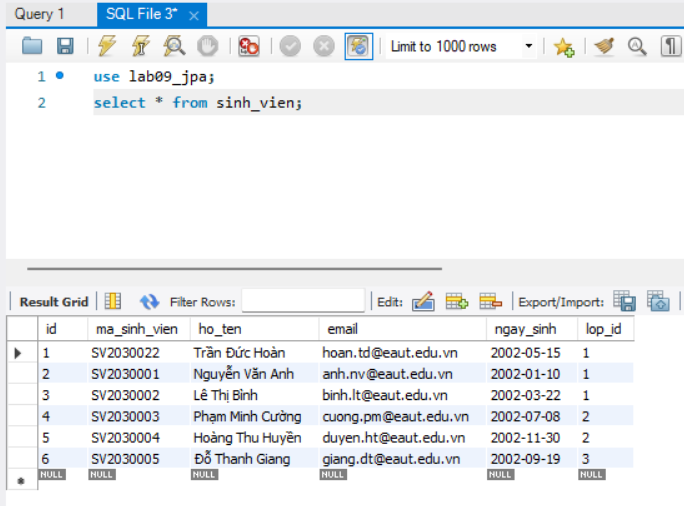 Query 1 SQL File 3*
Limit to 1000 rows
1 use lab09_jpa;
2 select * from sinh_vien;
Result Grid Filter Rows: Edit: Export/Import:
id ma_sinh_vien ho_ten email ngay_sinh lop_id
1 SV2030022 Trần Đức Hoàn hoan.td@eaut.edu.vn 2002-05-15 1
2 SV2030001 Nguyễn Văn Anh anh.nv@eaut.edu.vn 2002-01-10 1
3 SV2030002 Lê Thị Bình binh.lt@eaut.edu.vn 2002-03-22 1
4 SV2030003 Phạm Minh Cường cuong.pm@eaut.edu.vn 2002-07-08 2
5 SV2030004 Hoàng Thu Huyền duyen.ht@eaut.edu.vn 2002-11-30 2
6 SV2030005 Đỗ Thanh Giang giang.dt@eaut.edu.vn 2002-09-19 3
NULL NULL NULL NULL NULL NULL